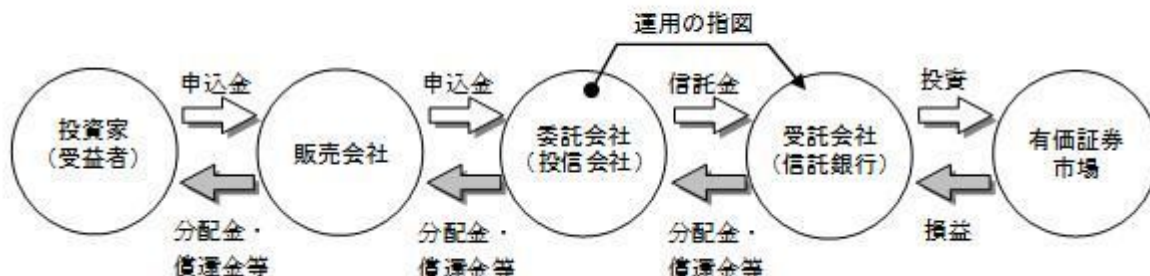 運用の指図
申込金
申込金
信託金
投資
投資家
(受益者)
販売会社
委託会社
(投信会社)
受託会社
(信託銀行)
有価証券
市場
分配金・
償還金等
分配金・
償還金等
分配金・
償還金等
損益